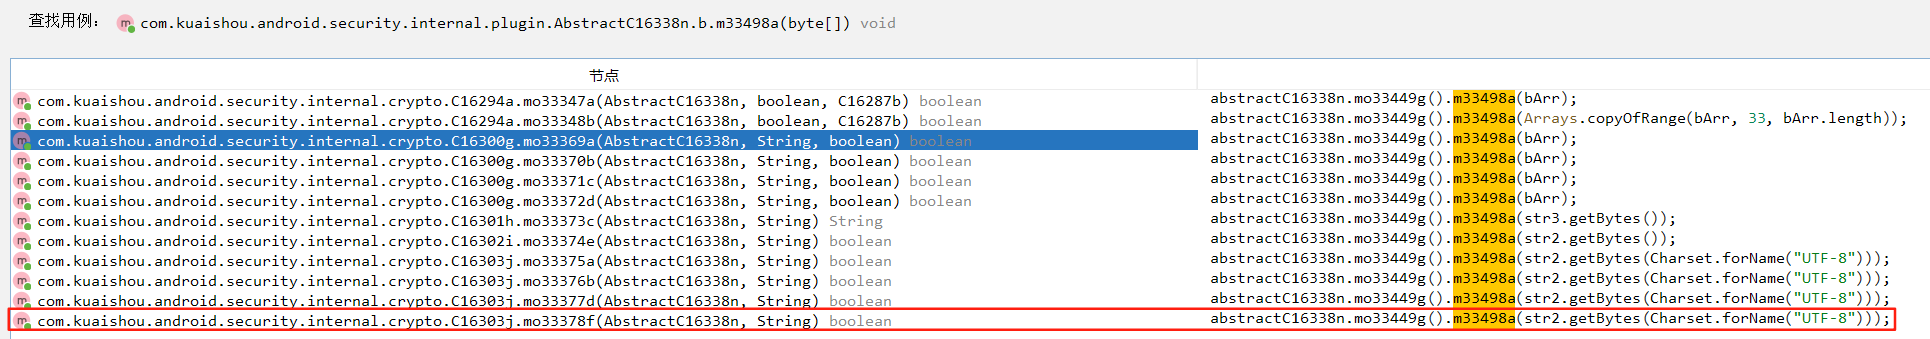 查找用例： m com.kuaishou.android.security.internal.plugin.AbstractC16338n.b.m33498a(byte[]) void
节点
m com.kuaishou.android.security.internal.crypto.C16294a.mo33347a(AbstractC16338n, boolean, C16287b) boolean abstractC16338n.mo33449g().m33498a(bArr);
m com.kuaishou.android.security.internal.crypto.C16294a.mo33348b(AbstractC16338n, boolean, C16287b) boolean abstractC16338n.mo33449g().m33498a(Arrays.copyOfRange(bArr, 33, bArr.length));
m com.kuaishou.android.security.internal.crypto.C16300g.mo33369a(AbstractC16338n, String, boolean) boolean abstractC16338n.mo33449g().m33498a(bArr);
m com.kuaishou.android.security.internal.crypto.C16300g.mo33370b(AbstractC16338n, String, boolean) boolean abstractC16338n.mo33449g().m33498a(bArr);
m com.kuaishou.android.security.internal.crypto.C16300g.mo33371c(AbstractC16338n, String, boolean) boolean abstractC16338n.mo33449g().m33498a(bArr);
m com.kuaishou.android.security.internal.crypto.C16300g.mo33372d(AbstractC16338n, String, boolean) boolean abstractC16338n.mo33449g().m33498a(bArr);
m com.kuaishou.android.security.internal.crypto.C16301h.mo33373c(AbstractC16338n, String) String abstractC16338n.mo33449g().m33498a(str3.getBytes());
m com.kuaishou.android.security.internal.crypto.C16302i.mo33374e(AbstractC16338n, String) boolean abstractC16338n.mo33449g().m33498a(str2.getBytes());
m com.kuaishou.android.security.internal.crypto.C16303j.mo33375a(AbstractC16338n, String) boolean abstractC16338n.mo33449g().m33498a(str2.getBytes(Charset.forName("UTF-8")));
m com.kuaishou.android.security.internal.crypto.C16303j.mo33376b(AbstractC16338n, String) boolean abstractC16338n.mo33449g().m33498a(str2.getBytes(Charset.forName("UTF-8")));
m com.kuaishou.android.security.internal.crypto.C16303j.mo33377d(AbstractC16338n, String) boolean abstractC16338n.mo33449g().m33498a(str2.getBytes(Charset.forName("UTF-8")));
m com.kuaishou.android.security.internal.crypto.C16303j.mo33378f(AbstractC16338n, String) boolean abstractC16338n.mo33449g().m33498a(str2.getBytes(Charset.forName("UTF-8")));